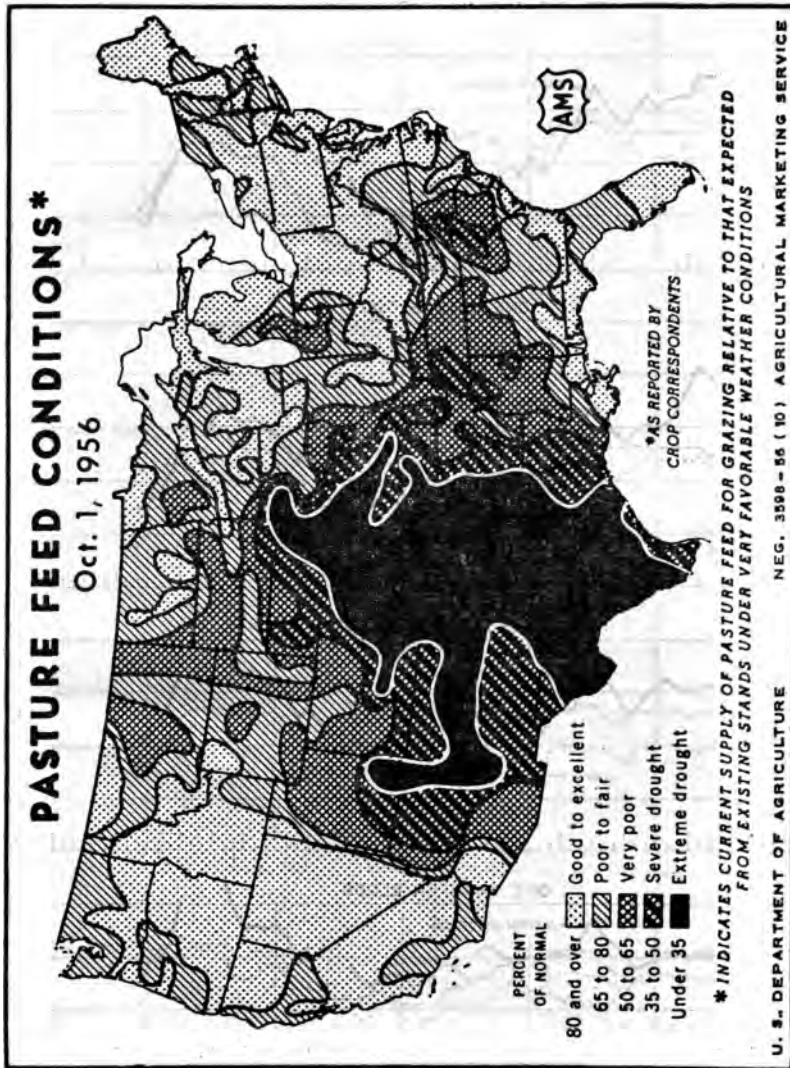 PASTURE FEED CONDITIONS*
Oct. 1, 1956
AMS
*AS REPORTED BY
CROP CORRESPONDENTS
PERCENT
OF NORMAL
80 and over Good to excellent
65 to 80 Poor to fair
50 to 65 Very poor
35 to 50 Severe drought
Under 35 Extreme drought
* INDICATES CURRENT SUPPLY OF PASTURE FEED FOR GRAZING RELATIVE TO THAT EXPECTED
FROM EXISTING STANDS UNDER VERY FAVORABLE WEATHER CONDITIONS
U. S. DEPARTMENT OF AGRICULTURE NEG. 3598-56 (10) AGRICULTURAL MARKETING SERVICE